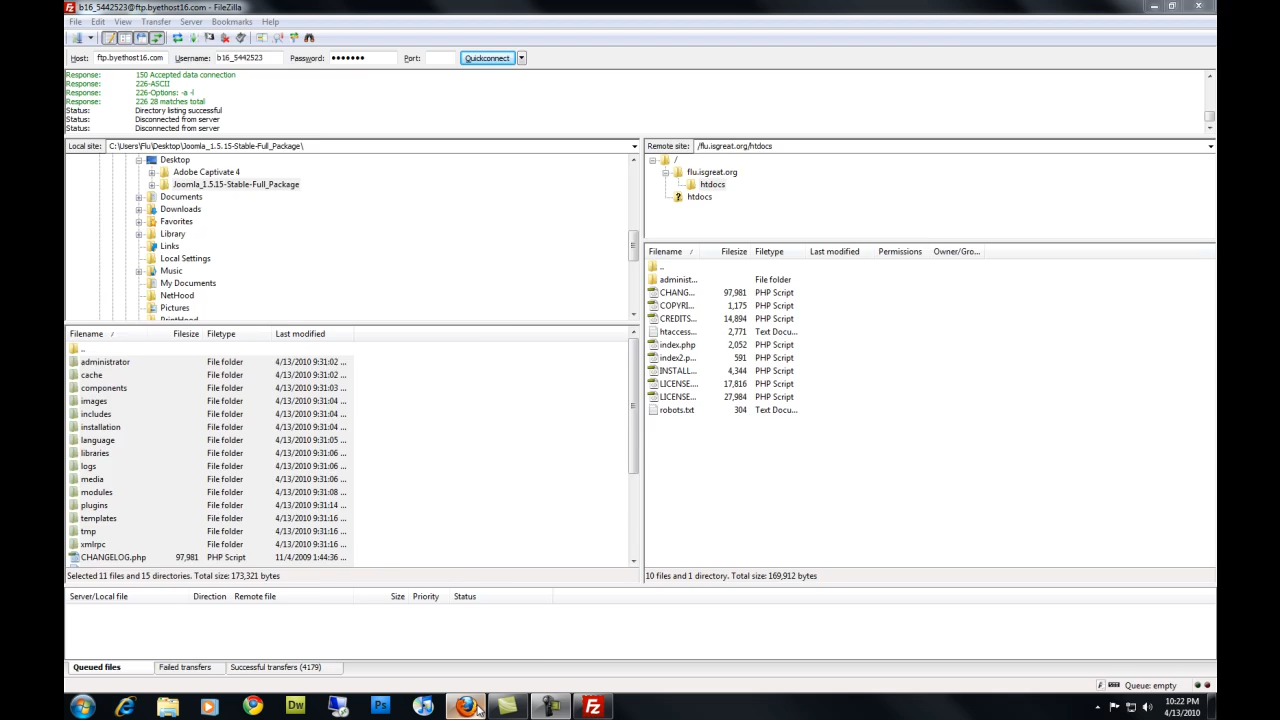 b16_5442523@ftp.byethost16.com - FileZilla
File Edit View Transfer Server Bookmarks Help
Host: ftp.byethost16.com Username: b16_5442523 Password: ••••••• Port: Quickconnect
Response: 150 Accepted data connection
Response: 226-ASCII
Response: 226-Options: -a -l
Response: 226 28 matches total
Status: Directory listing successful
Status: Disconnected from server
Status: Disconnected from server
Local site: C:\Users\Flu\Desktop\Joomla_1.5.15-Stable-Full_Package\
Desktop
Adobe Captivate 4
Joomla_1.5.15-Stable-Full_Package
Documents
Downloads
Favorites
Library
Links
Local Settings
Music
My Documents
NetHood
Pictures
PrintHood
Remote site: /flu.isgreat.org/htdocs
/
flu.isgreat.org
htdocs
? htdocs
Filename / Filesize Filetype Last modified
..
administrator File folder 4/13/2010 9:31:02 ...
cache File folder 4/13/2010 9:31:02 ...
components File folder 4/13/2010 9:31:03 ...
images File folder 4/13/2010 9:31:04 ...
includes File folder 4/13/2010 9:31:04 ...
installation File folder 4/13/2010 9:31:04 ...
language File folder 4/13/2010 9:31:05 ...
libraries File folder 4/13/2010 9:31:06 ...
logs File folder 4/13/2010 9:31:06 ...
media File folder 4/13/2010 9:31:06 ...
modules File folder 4/13/2010 9:31:08 ...
plugins File folder 4/13/2010 9:31:14 ...
templates File folder 4/13/2010 9:31:16 ...
tmp File folder 4/13/2010 9:31:16 ...
xmlrpc File folder 4/13/2010 9:31:16 ...
CHANGELOG.php 97,981 PHP Script 11/4/2009 1:44:36 ...
Selected 11 files and 15 directories. Total size: 173,321 bytes
Filename / Filesize Filetype Last modified Permissions Owner/Gro...
..
administ... File folder
CHANG... 97,981 PHP Script
COPYRI... 1,175 PHP Script
CREDITS... 14,894 PHP Script
htaccess... 2,771 Text Docu...
index.php 2,052 PHP Script
index2.p... 591 PHP Script
INSTALL... 4,344 PHP Script
LICENSE.... 17,816 PHP Script
LICENSE.... 27,984 PHP Script
robots.txt 304 Text Docu...
10 files and 1 directory. Total size: 169,912 bytes
Server/Local file Direction Remote file Size Priority Status
Queued files Failed transfers Successful transfers (4179)
Queue: empty
Dw Ps Fz
10:22 PM
4/13/2010